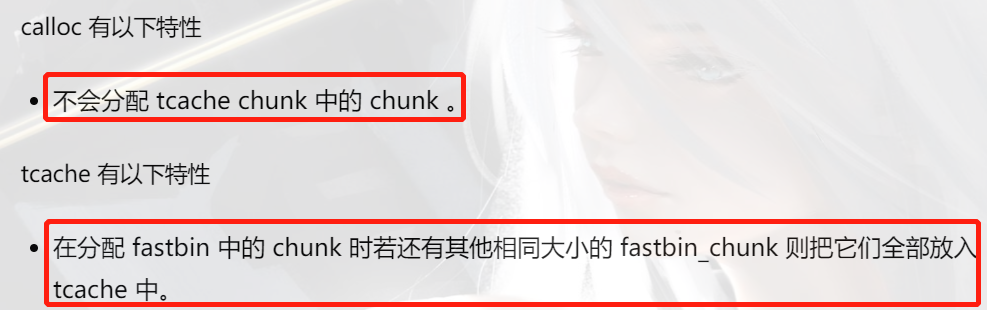 calloc 有以下特性
不会分配 tcache chunk 中的 chunk 。
tcache 有以下特性
在分配 fastbin 中的 chunk 时若还有其他相同大小的 fastbin_chunk 则把它们全部放入
tcache 中。